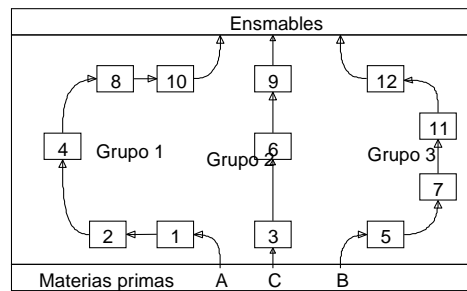 Ensmables
8 10 9 12
4 Grupo 1 Grupo 2 6 Grupo 3 11
7
2 1 3 5
Materias primas A C B